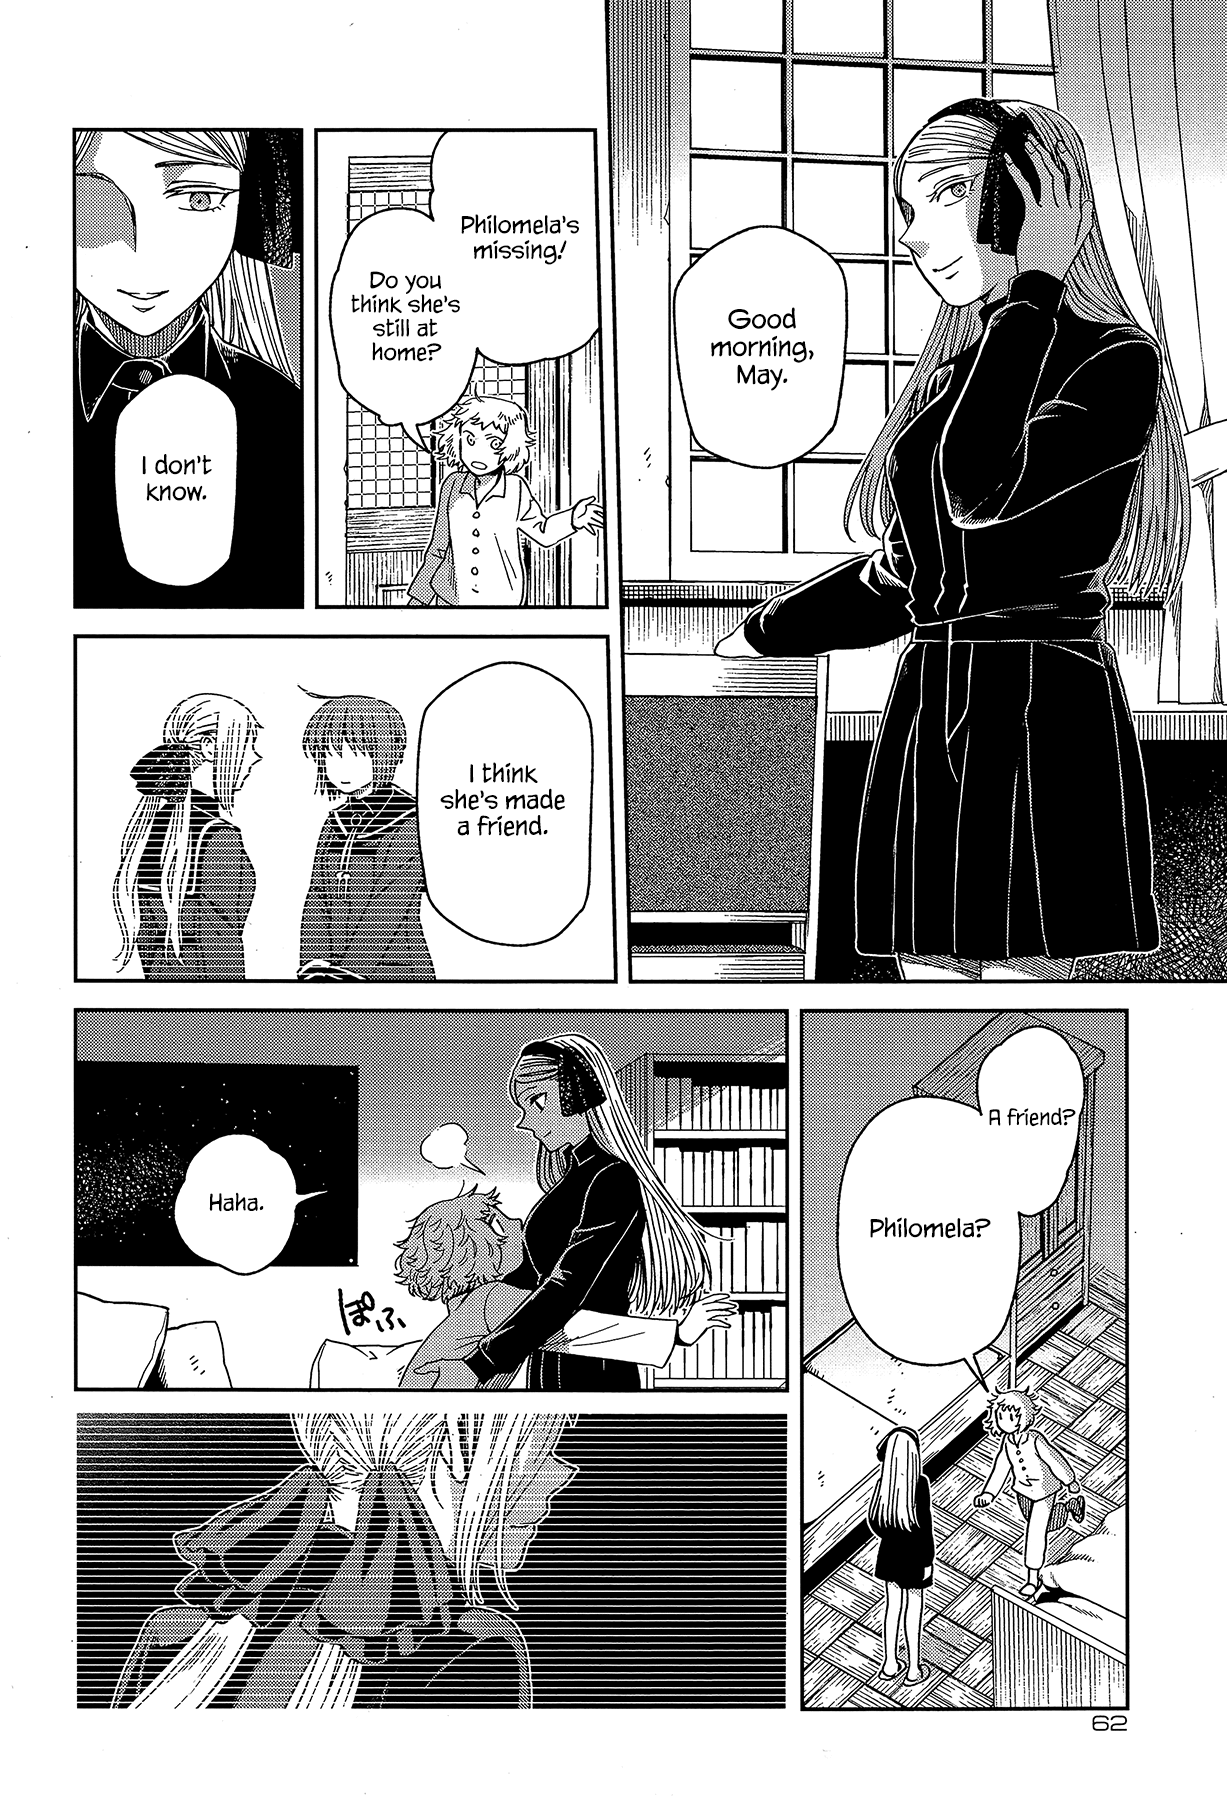 Good
morning,
May.
Philomela's
missing!
Do you
think she's
still at
home?
I don't
know.
I think
she's made
a friend.
A friend?
Philomela?
Haha.
ぽふ
62